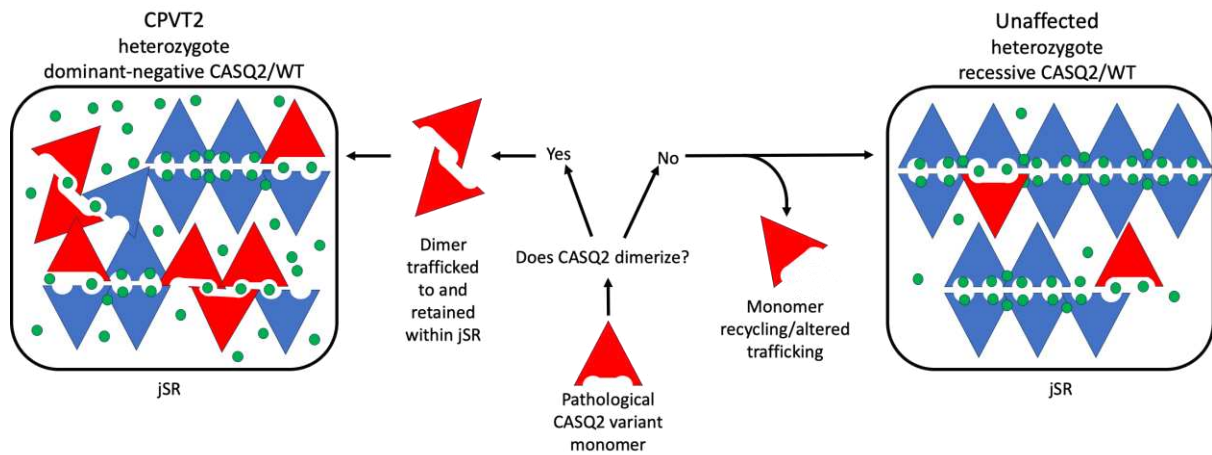 CPVT2
heterozygote
dominant-negative CASQ2/WT
jSR
Dimer
trafficked
to and
retained
within jSR
Yes
No
Does CASQ2 dimerize?
Pathological
CASQ2 variant
monomer
Monomer
recycling/altered
trafficking
Unaffected
heterozygote
recessive CASQ2/WT
jSR